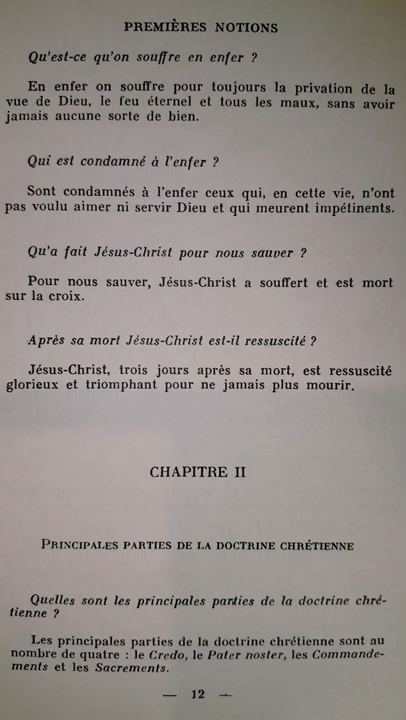 PREMIÈRES NOTIONS
Qu'est-ce qu'on souffre en enfer ?
En enfer on souffre pour toujours la privation de la
vue de Dieu, le feu éternel et tous les maux, sans avoir
jamais aucune sorte de bien.
Qui est condamné à l'enfer ?
Sont condamnés à l'enfer ceux qui, en cette vie, n'ont
pas voulu aimer ni servir Dieu et qui meurent impétinents.
Qu'a fait Jésus-Christ pour nous sauver ?
Pour nous sauver, Jésus-Christ a souffert et est mort
sur la croix.
Après sa mort Jésus-Christ est-il ressuscité ?
Jésus-Christ, trois jours après sa mort, est ressuscité
glorieux et triomphant pour ne jamais plus mourir.
CHAPITRE II
PRINCIPALES PARTIES DE LA DOCTRINE CHRÉTIENNE
Quelles sont les principales parties de la doctrine chré-
tienne ?
Les principales parties de la doctrine chrétienne sont au
nombre de quatre : le Credo, le Pater noster, les Commande-
ments et les Sacrements.
— 12 —